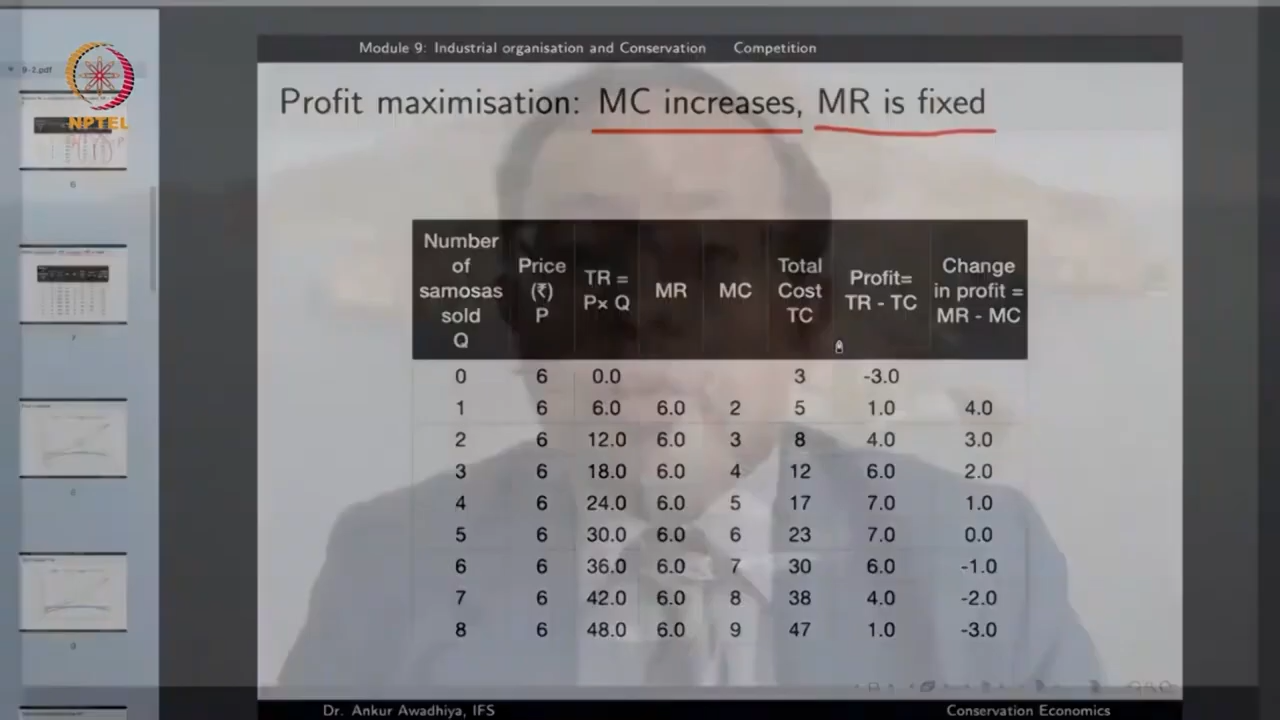 Module 9: Industrial organisation and Conservation Competition
9-2.pdf
NPTEL
Profit maximisation: MC increases, MR is fixed
Number of samosas sold Q Price (₹) P TR = P× Q MR MC Total Cost TC Profit= TR - TC Change in profit = MR - MC
0 6 0.0 3 -3.0
1 6 6.0 6.0 2 5 1.0 4.0
2 6 12.0 6.0 3 8 4.0 3.0
3 6 18.0 6.0 4 12 6.0 2.0
4 6 24.0 6.0 5 17 7.0 1.0
5 6 30.0 6.0 6 23 7.0 0.0
6 6 36.0 6.0 7 30 6.0 -1.0
7 6 42.0 6.0 8 38 4.0 -2.0
8 6 48.0 6.0 9 47 1.0 -3.0
6
7
8
9
Dr. Ankur Awadhiya, IFS Conservation Economics